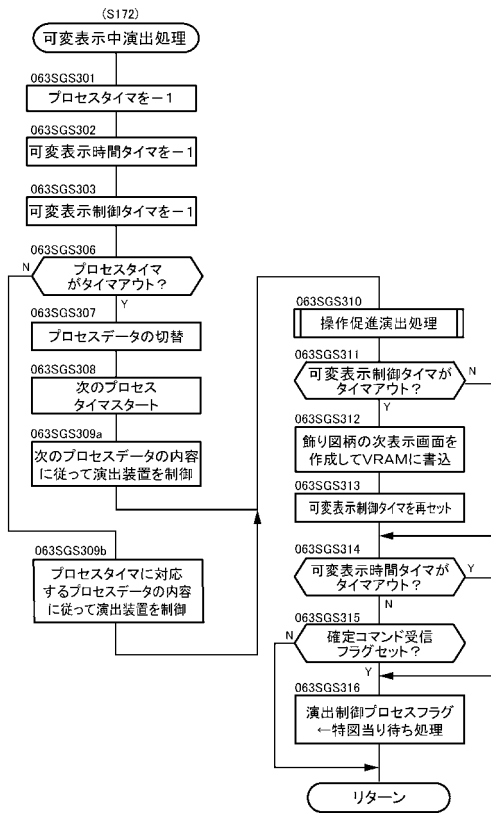 (S172)
可変表示中演出処理
063SGS301
プロセスタイマを－1
063SGS302
可変表示時間タイマを－1
063SGS303
可変表示制御タイマを－1
063SGS306
N
プロセスタイマ
がタイマアウト？
Y
063SGS307
プロセスデータの切替
063SGS308
次のプロセス
タイマスタート
063SGS309a
次のプロセスデータの内容
に従って演出装置を制御
063SGS309b
プロセスタイマに対応
するプロセスデータの内容
に従って演出装置を制御
063SGS310
操作促進演出処理
063SGS311
可変表示制御タイマが
タイマアウト？
N
Y
063SGS312
飾り図柄の次表示画面を
作成してVRAMに書込
063SGS313
可変表示制御タイマを再セット
063SGS314
可変表示時間タイマが
タイマアウト？
Y
N
063SGS315
N
確定コマンド受信
フラグセット？
Y
063SGS316
演出制御プロセスフラグ
←特図当り待ち処理
リターン